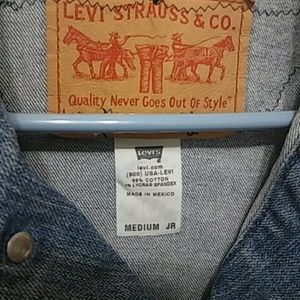 LEVI STRAUSS & CO.
Quality Never Goes Out Of Style
Levi's
levi.com
(800) USA-LEVI
99% COTTON
1% LYCRA® SPANDEX
MADE IN MEXICO
MEDIUM JR